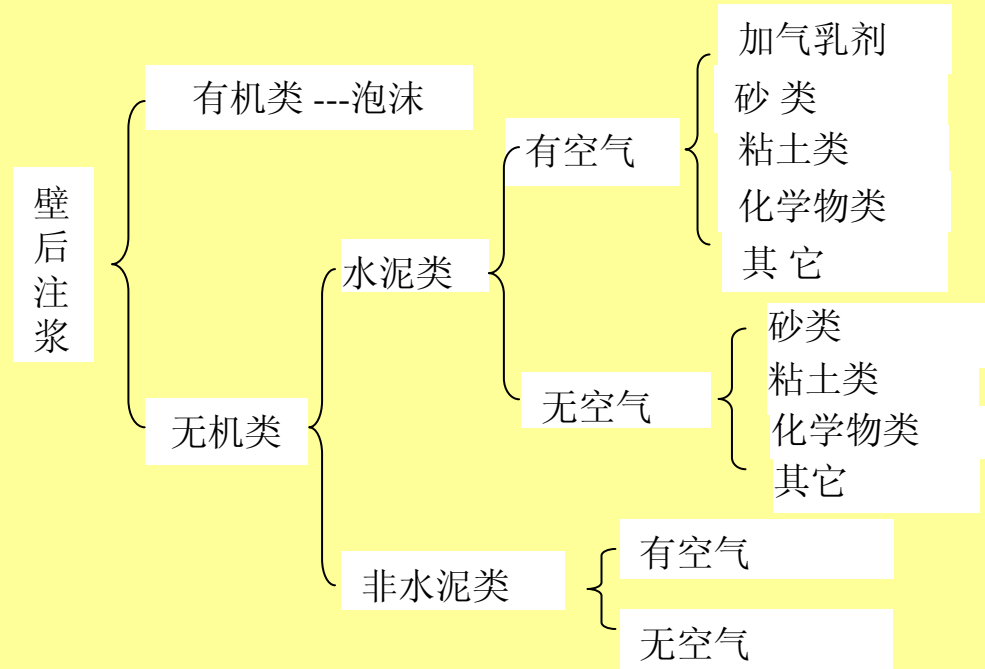 壁后注浆
有机类 ---泡沫
无机类
水泥类
有空气
加气乳剂
砂 类
粘土类
化学物类
其 它
无空气
砂类
粘土类
化学物类
其它
非水泥类
有空气
无空气